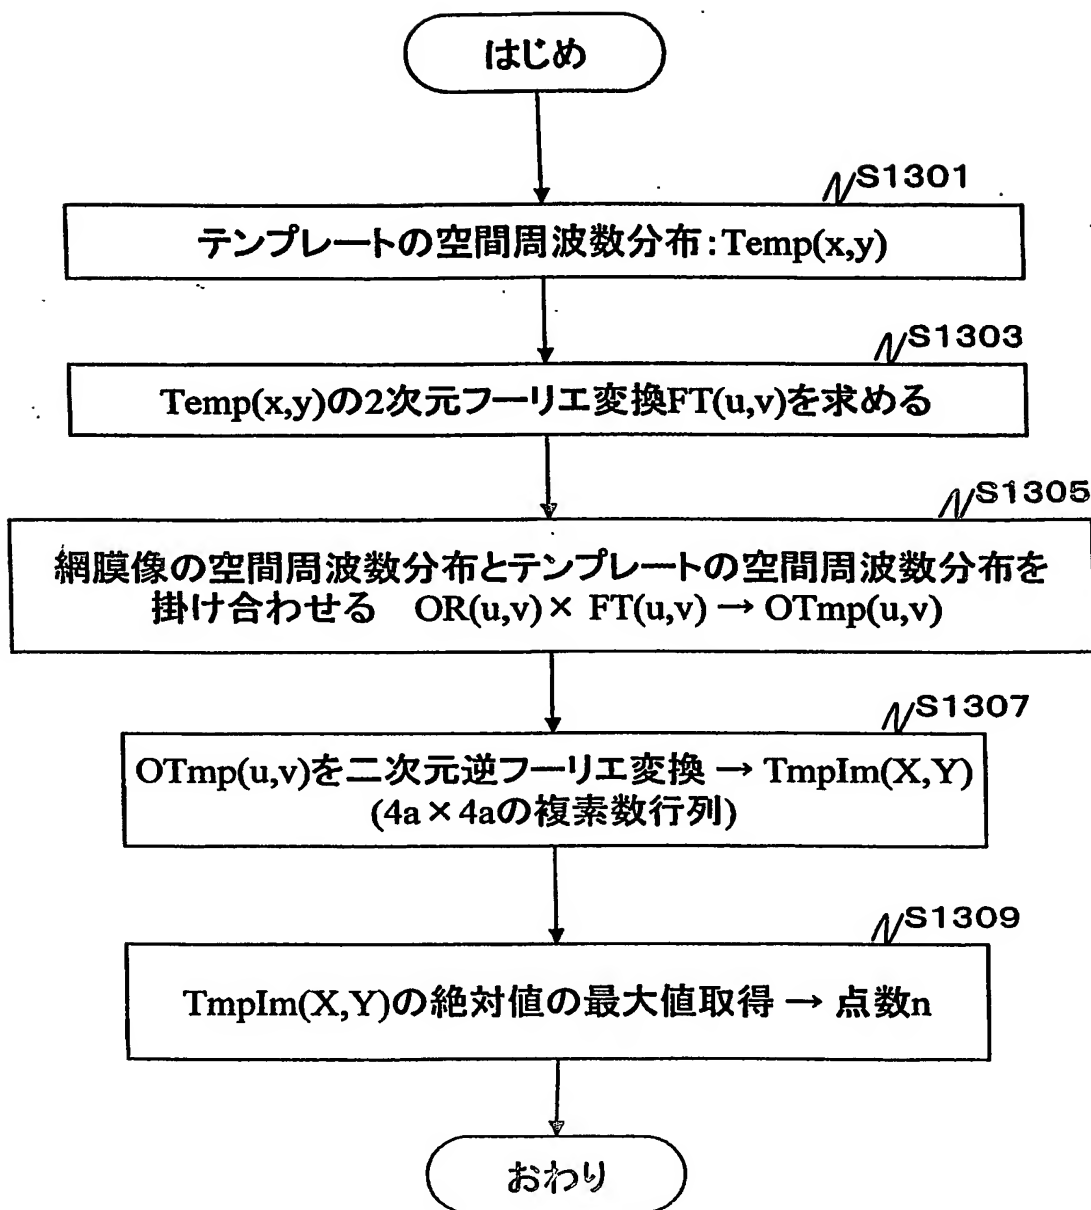 はじめ
S1301
テンプレートの空間周波数分布:Temp(x,y)
S1303
Temp(x,y)の2次元フーリエ変換FT(u,v)を求める
S1305
網膜像の空間周波数分布とテンプレートの空間周波数分布を
掛け合わせる OR(u,v)× FT(u,v) → OTmp(u,v)
S1307
OTmp(u,v)を二次元逆フーリエ変換 → TmpIm(X,Y)
(4a×4aの複素数行列)
S1309
TmpIm(X,Y)の絶対値の最大値取得 → 点数n
おわり